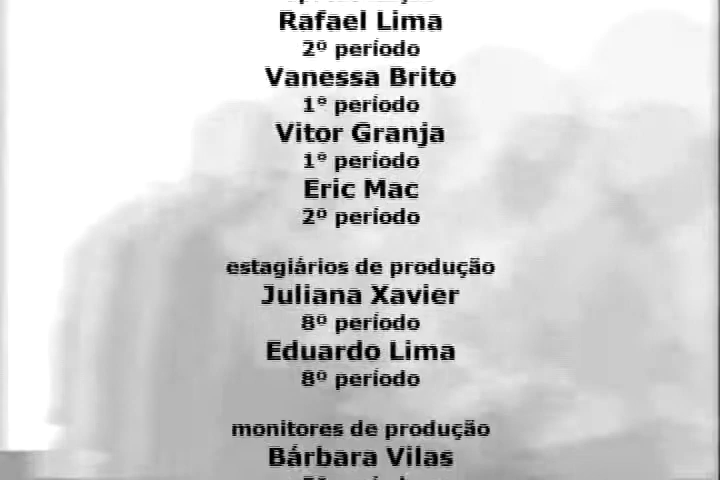 Rafael Lima
2º período
Vanessa Brito
1º período
Vitor Granja
1º período
Eric Mac
2º período
estagiários de produção
Juliana Xavier
8º período
Eduardo Lima
8º período
monitores de produção
Bárbara Vilas